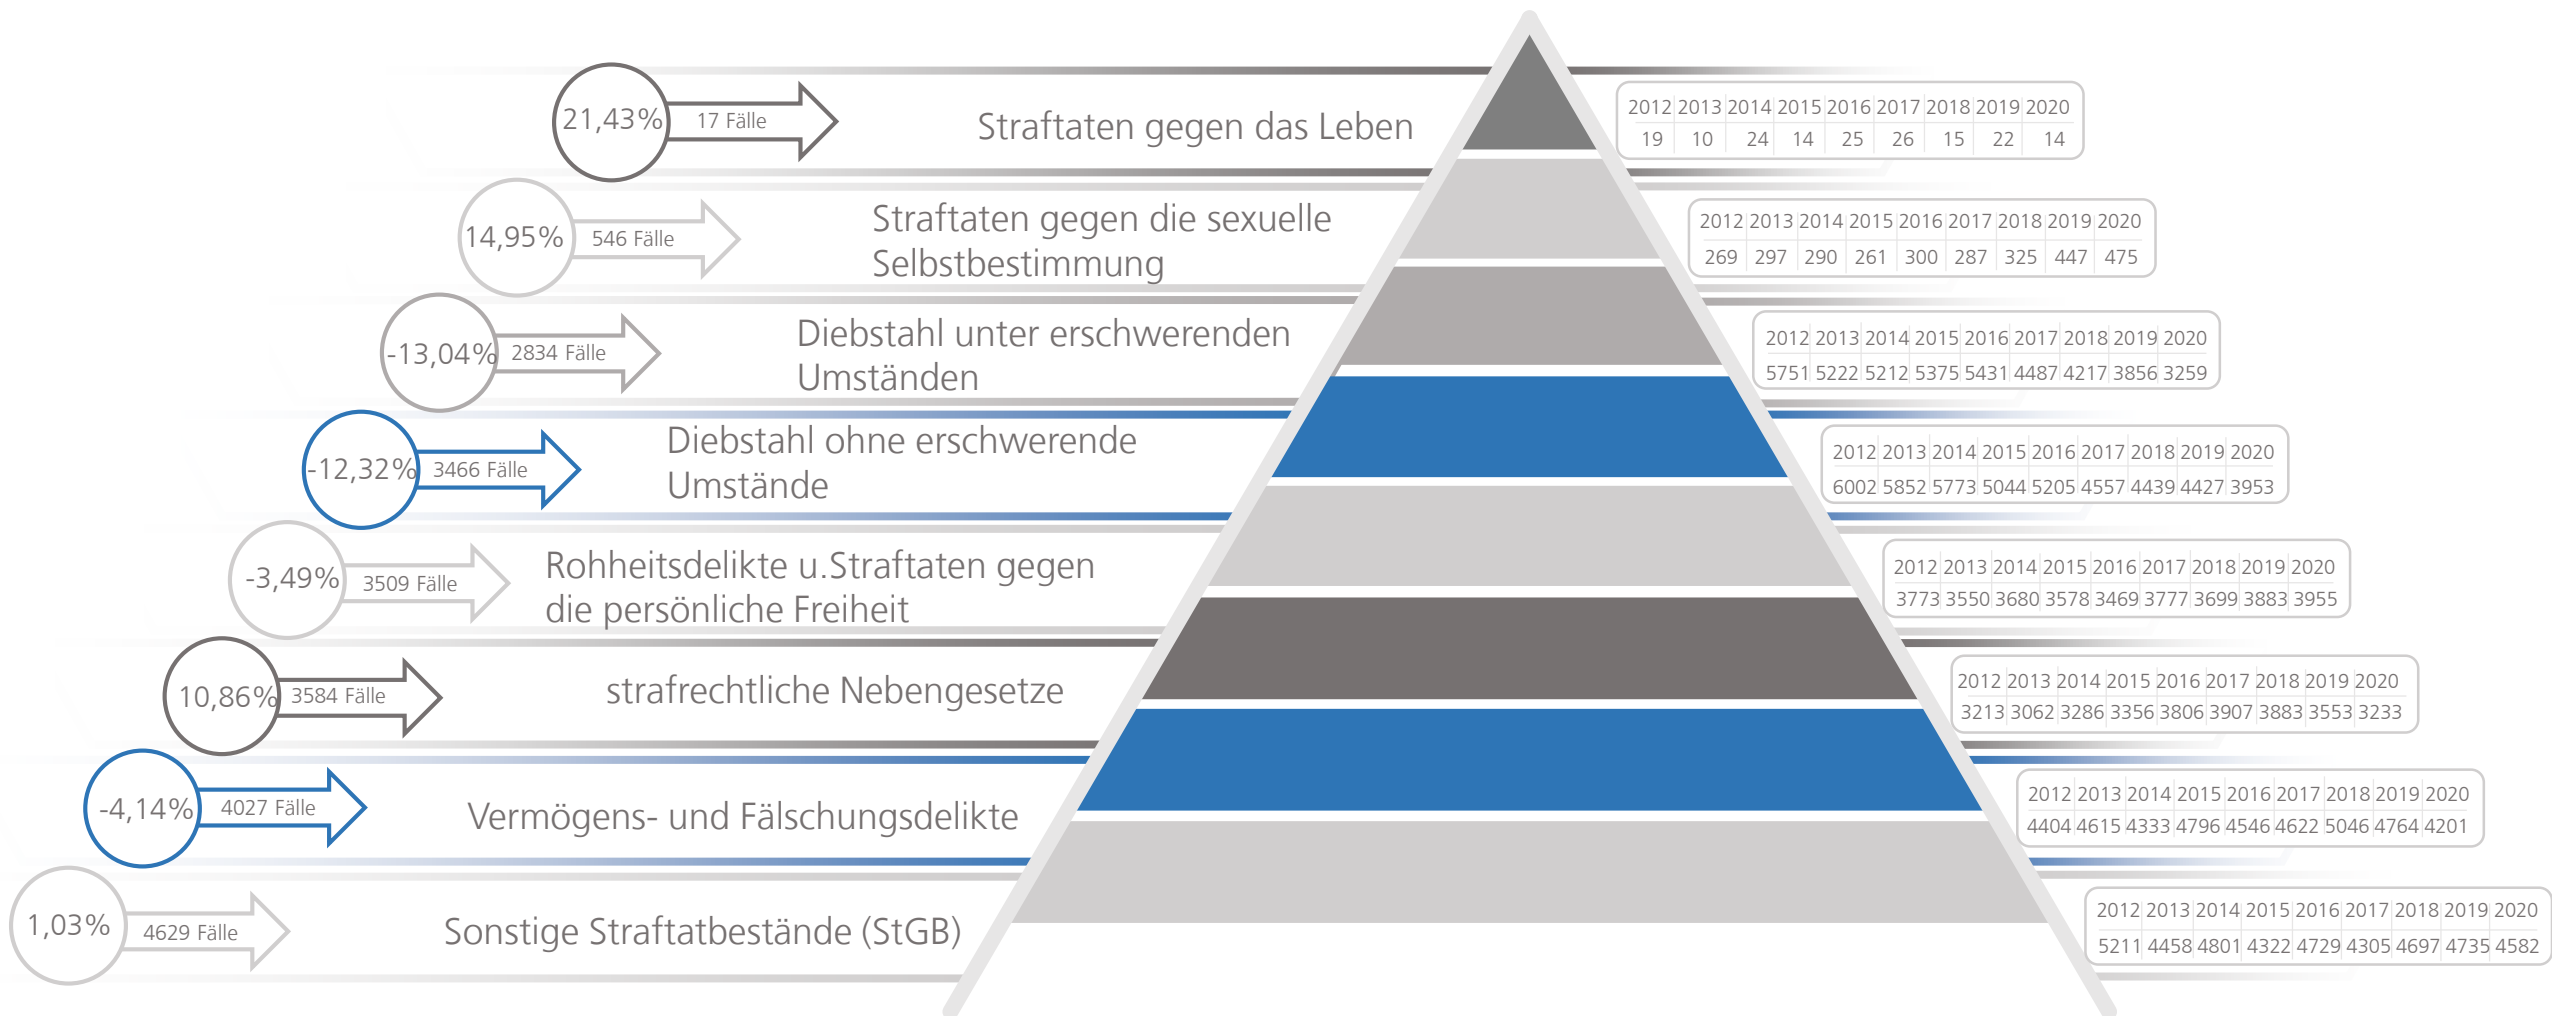 21,43% 17 Fälle Straftaten gegen das Leben
2012 2013 2014 2015 2016 2017 2018 2019 2020
19 10 24 14 25 26 15 22 14
14,95% 546 Fälle Straftaten gegen die sexuelle
Selbstbestimmung
2012 2013 2014 2015 2016 2017 2018 2019 2020
269 297 290 261 300 287 325 447 475
-13,04% 2834 Fälle Diebstahl unter erschwerenden
Umständen
2012 2013 2014 2015 2016 2017 2018 2019 2020
5751 5222 5212 5375 5431 4487 4217 3856 3259
-12,32% 3466 Fälle Diebstahl ohne erschwerende
Umstände
2012 2013 2014 2015 2016 2017 2018 2019 2020
6002 5852 5773 5044 5205 4557 4439 4427 3953
-3,49% 3509 Fälle Rohheitsdelikte u.Straftaten gegen
die persönliche Freiheit
2012 2013 2014 2015 2016 2017 2018 2019 2020
3773 3550 3680 3578 3469 3777 3699 3883 3955
10,86% 3584 Fälle strafrechtliche Nebengesetze
2012 2013 2014 2015 2016 2017 2018 2019 2020
3213 3062 3286 3356 3806 3907 3883 3553 3233
-4,14% 4027 Fälle Vermögens- und Fälschungsdelikte
2012 2013 2014 2015 2016 2017 2018 2019 2020
4404 4615 4333 4796 4546 4622 5046 4764 4201
1,03% 4629 Fälle Sonstige Straftatbestände (StGB)
2012 2013 2014 2015 2016 2017 2018 2019 2020
5211 4458 4801 4322 4729 4305 4697 4735 4582